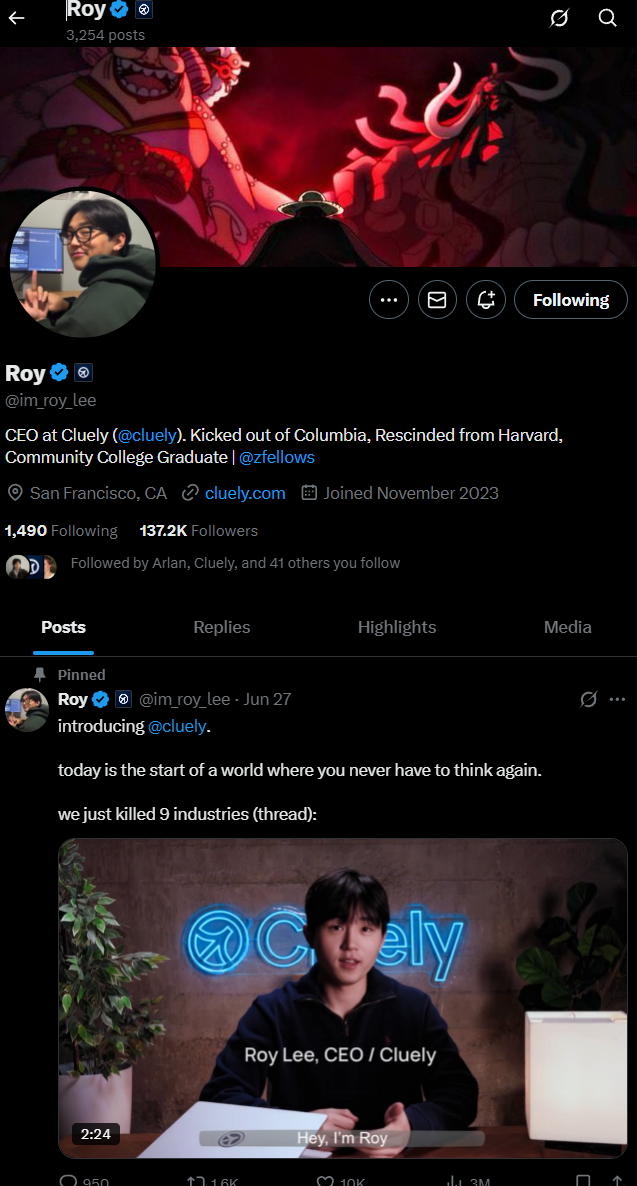 Roy
3,254 posts
Following
Roy
@im_roy_lee
CEO at Cluely (@cluely). Kicked out of Columbia, Rescinded from Harvard,
Community College Graduate | @zfellows
San Francisco, CA cluely.com Joined November 2023
1,490 Following 137.2K Followers
Followed by Arlan, Cluely, and 41 others you follow
Posts Replies Highlights Media
Pinned
Roy @im_roy_lee · Jun 27
introducing @cluely.
today is the start of a world where you never have to think again.
we just killed 9 industries (thread):
Cluely
Roy Lee, CEO / Cluely
2:24
Hey, I'm Roy
950 1.6K 10K 3M